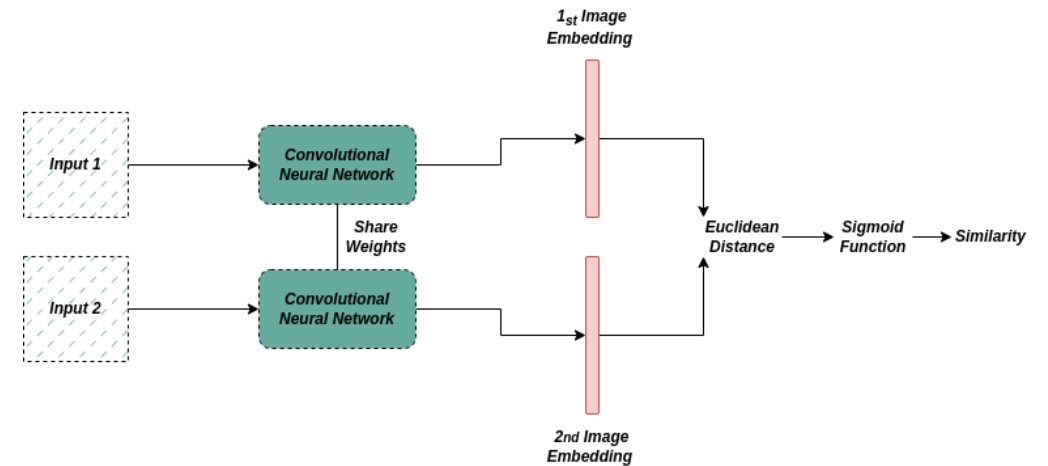 1st Image
Embedding
Input 1
Convolutional
Neural Network
Share
Weights
Input 2
Convolutional
Neural Network
Euclidean
Distance
Sigmoid
Function
Similarity
2nd Image
Embedding